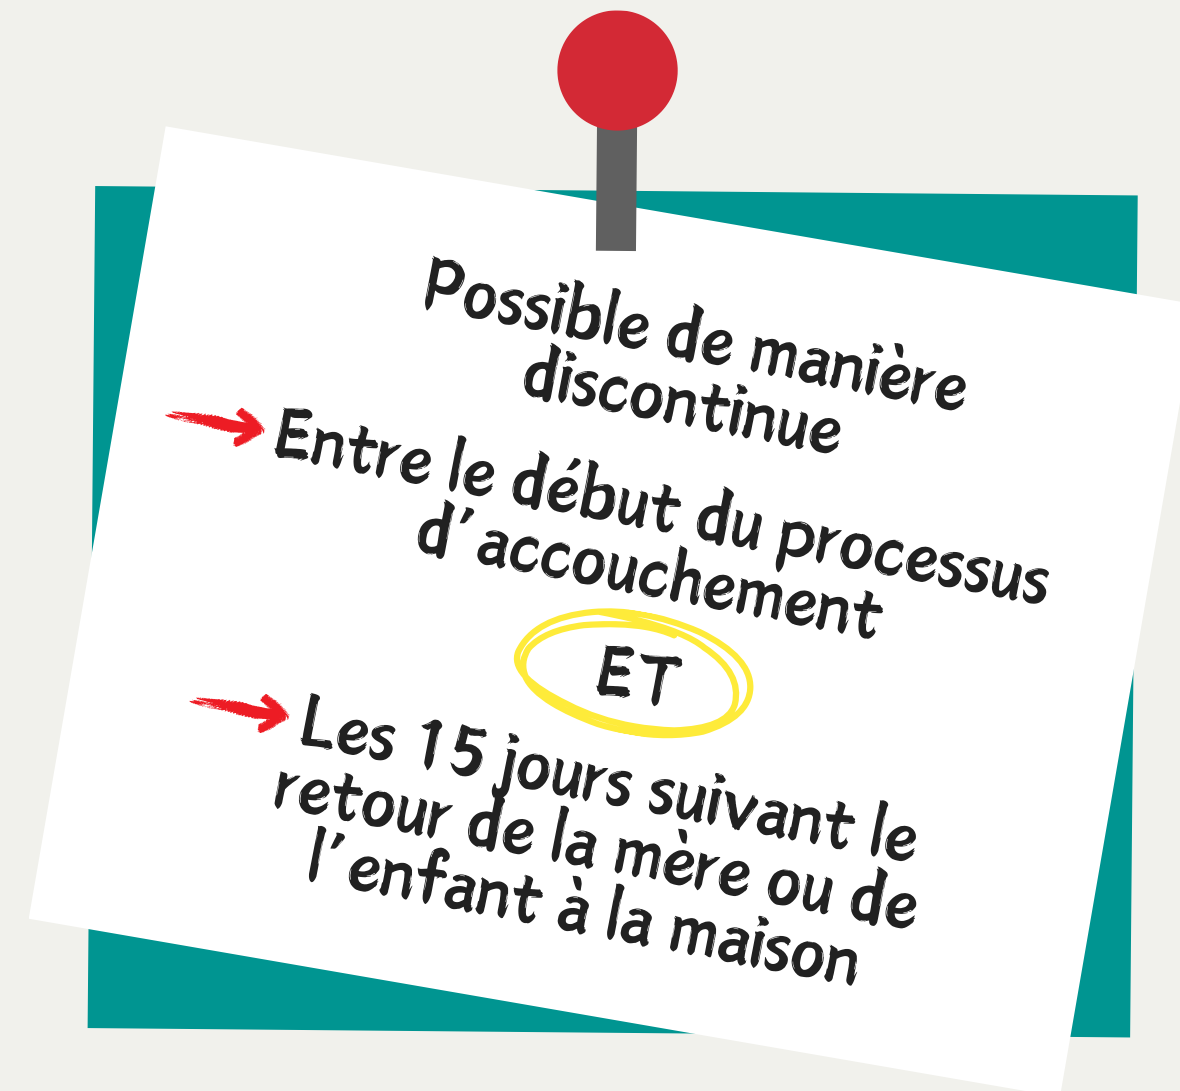 Possible de manière
discontinue
Entre le début du processus
d'accouchement
ET
Les 15 jours suivant le
retour de la mère ou de
l'enfant à la maison